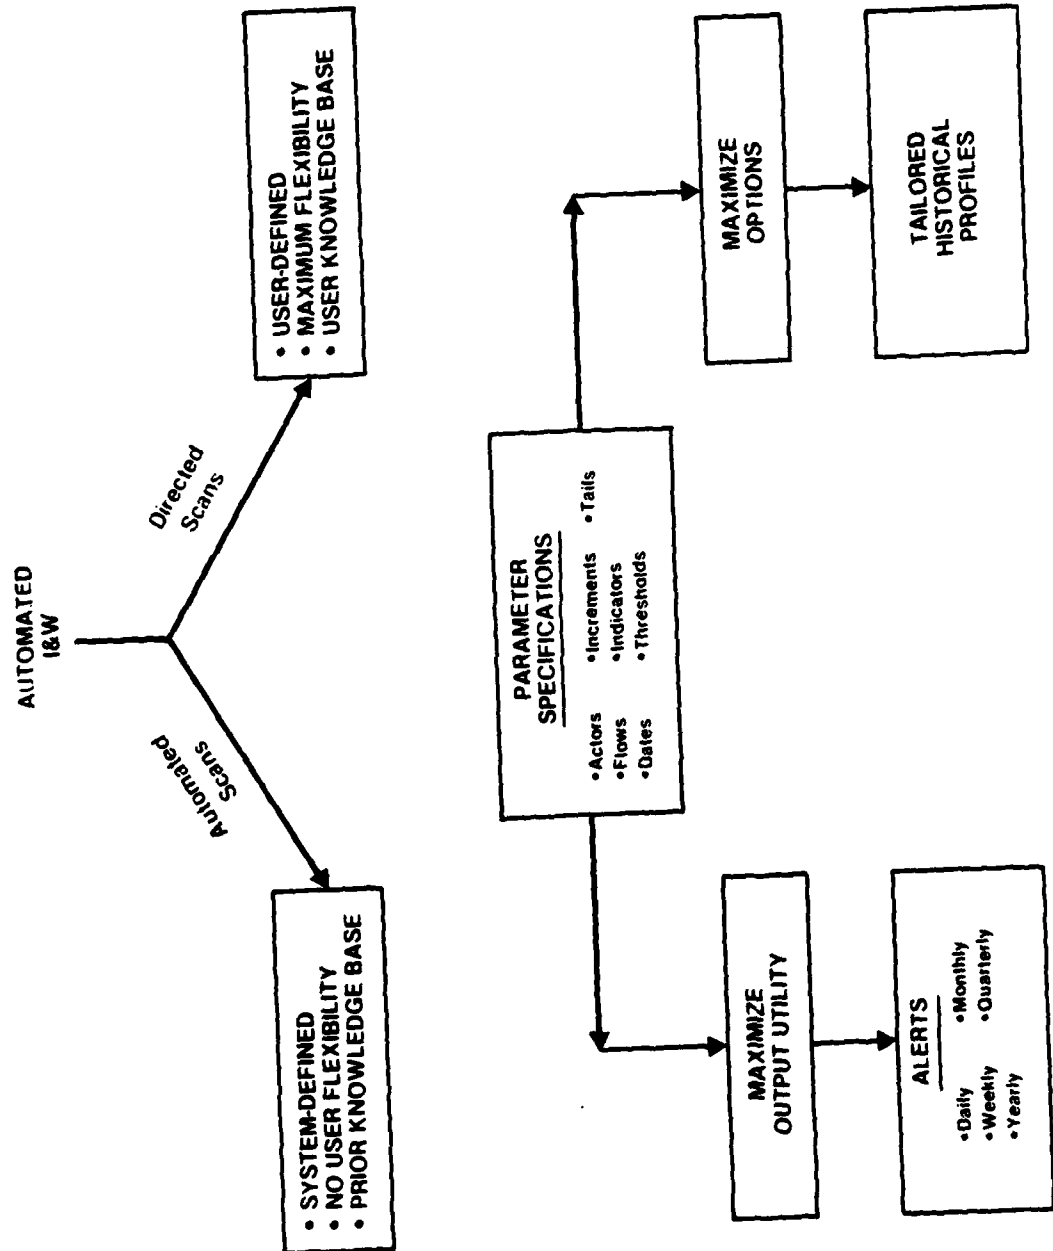 AUTOMATED
I&W
Automated
Scans
Directed
Scans
• SYSTEM-DEFINED
• NO USER FLEXIBILITY
• PRIOR KNOWLEDGE BASE
• USER-DEFINED
• MAXIMUM FLEXIBILITY
• USER KNOWLEDGE BASE
PARAMETER
SPECIFICATIONS
•Actors •Increments •Tails
•Flows •Indicators
•Dates •Thresholds
MAXIMIZE
OUTPUT UTILITY
MAXIMIZE
OPTIONS
ALERTS
•Daily •Monthly
•Weekly •Quarterly
•Yearly
TAILORED
HISTORICAL
PROFILES